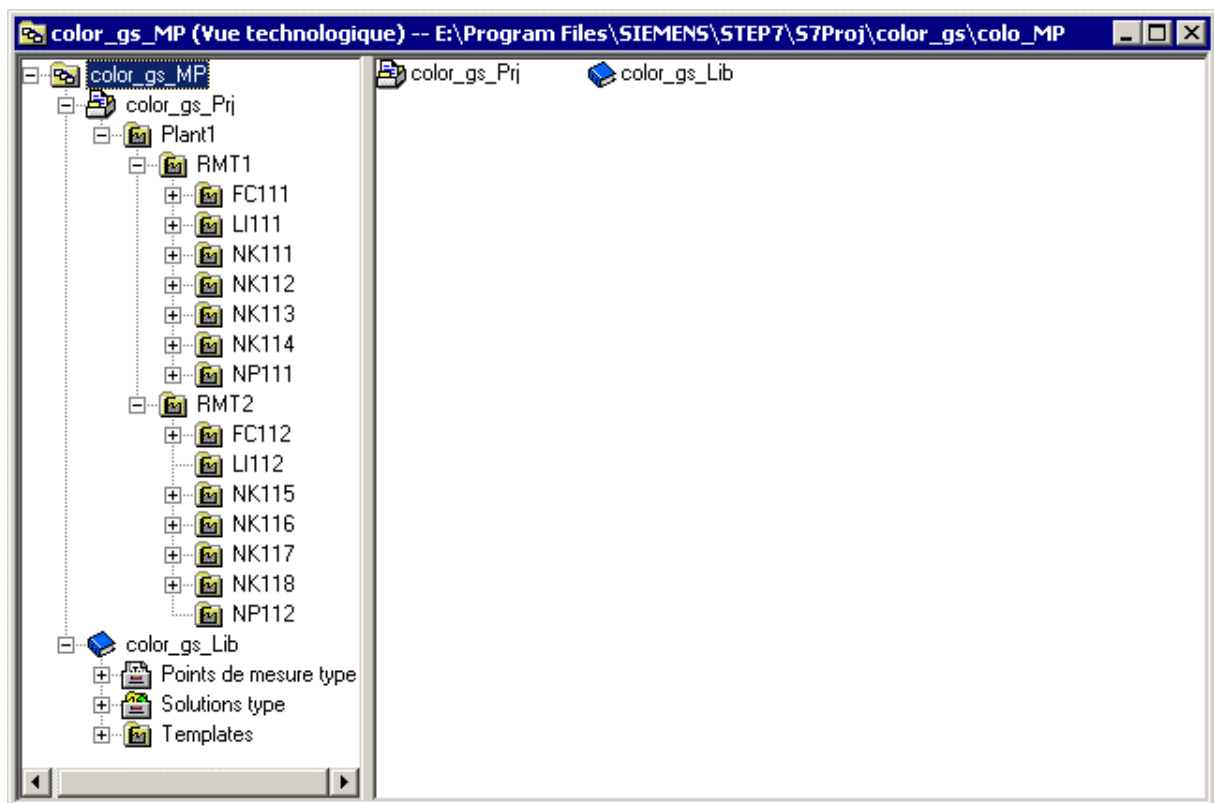 color_gs_MP (Vue technologique) -- E:\Program Files\SIEMENS\STEP7\S7Proj\color_gs\colo_MP
color_gs_MP
color_gs_Prj
Plant1
RMT1
FC111
LI111
NK111
NK112
NK113
NK114
NP111
RMT2
FC112
LI112
NK115
NK116
NK117
NK118
NP112
color_gs_Lib
Points de mesure type
Solutions type
Templates
color_gs_Prj
color_gs_Lib